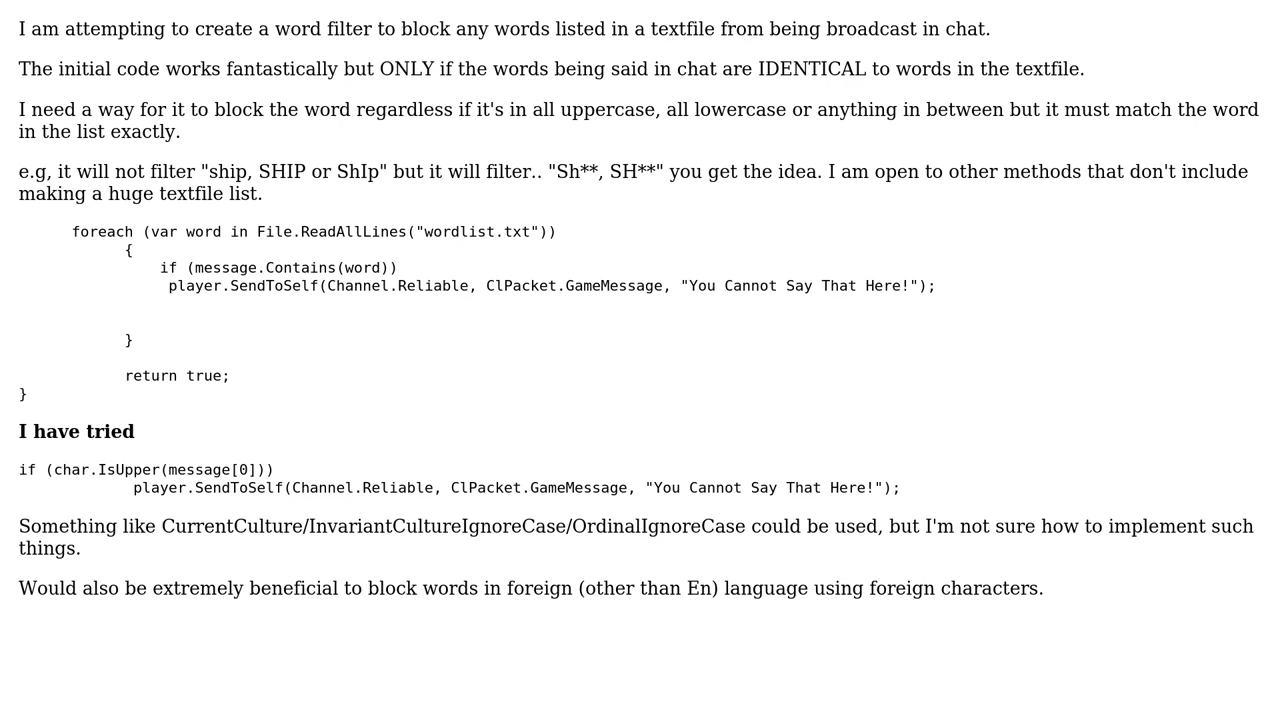 I am attempting to create a word filter to block any words listed in a textfile from being broadcast in chat.
The initial code works fantastically but ONLY if the words being said in chat are IDENTICAL to words in the textfile.
I need a way for it to block the word regardless if it's in all uppercase, all lowercase or anything in between but it must match the word
in the list exactly.
e.g, it will not filter "ship, SHIP or ShIp" but it will filter.. "Sh**, SH**" you get the idea. I am open to other methods that don't include
making a huge textfile list.
foreach (var word in File.ReadAllLines("wordlist.txt"))
{
if (message.Contains(word))
player.SendToSelf(Channel.Reliable, ClPacket.GameMessage, "You Cannot Say That Here!");
}
return true;
}
I have tried
if (char.IsUpper(message[0]))
player.SendToSelf(Channel.Reliable, ClPacket.GameMessage, "You Cannot Say That Here!");
Something like CurrentCulture/InvariantCultureIgnoreCase/OrdinalIgnoreCase could be used, but I'm not sure how to implement such
things.
Would also be extremely beneficial to block words in foreign (other than En) language using foreign characters.